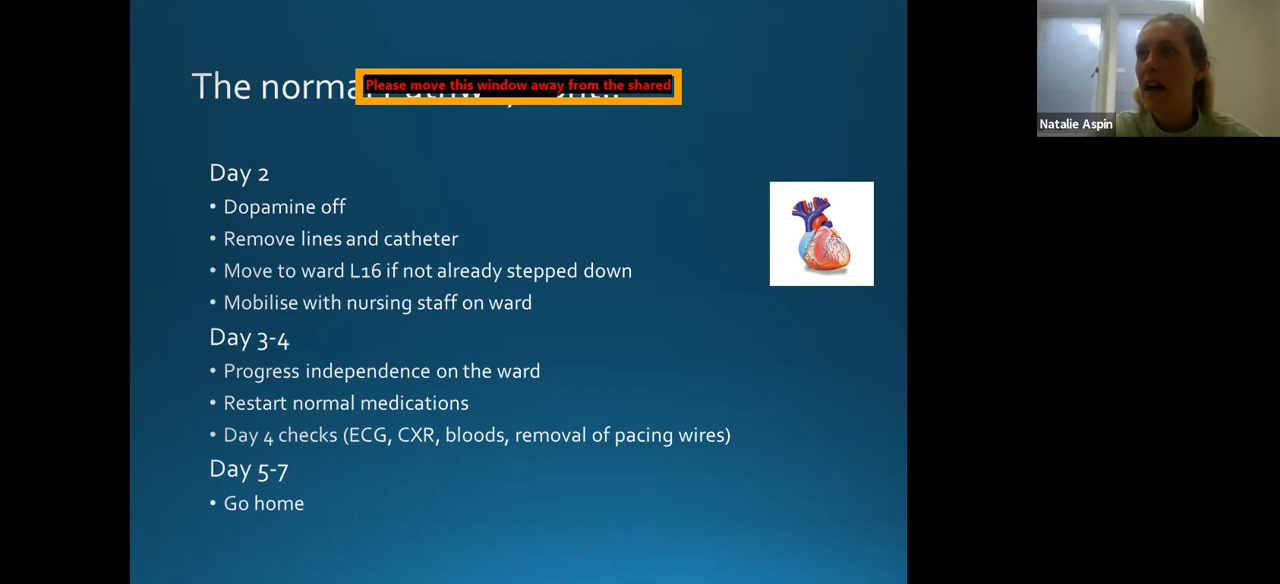 The normal
Please move this window away from the shared
Day 2
• Dopamine off
• Remove lines and catheter
• Move to ward L16 if not already stepped down
• Mobilise with nursing staff on ward
Day 3-4
• Progress independence on the ward
• Restart normal medications
• Day 4 checks (ECG, CXR, bloods, removal of pacing wires)
Day 5-7
• Go home
Natalie Aspin